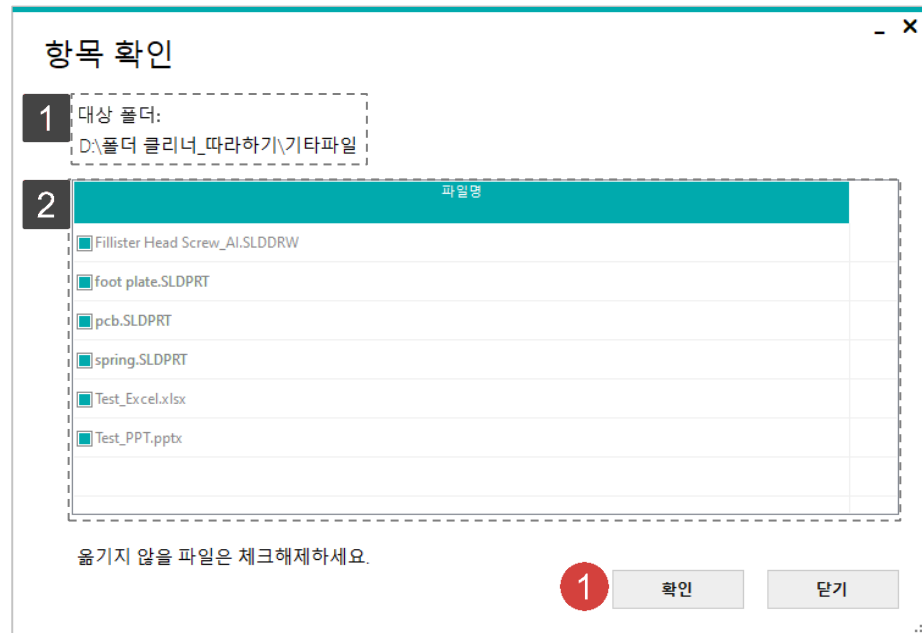 항목 확인
1
대상 폴더:
D:\폴더 클리너_따라하기\기타파일
2
파일명
Fillister Head Screw_AI.SLDDRW
foot plate.SLDPRT
pcb.SLDPRT
spring.SLDPRT
Test_Excel.xlsx
Test_PPT.pptx
옮기지 않을 파일은 체크해제하세요.
1 확인 닫기